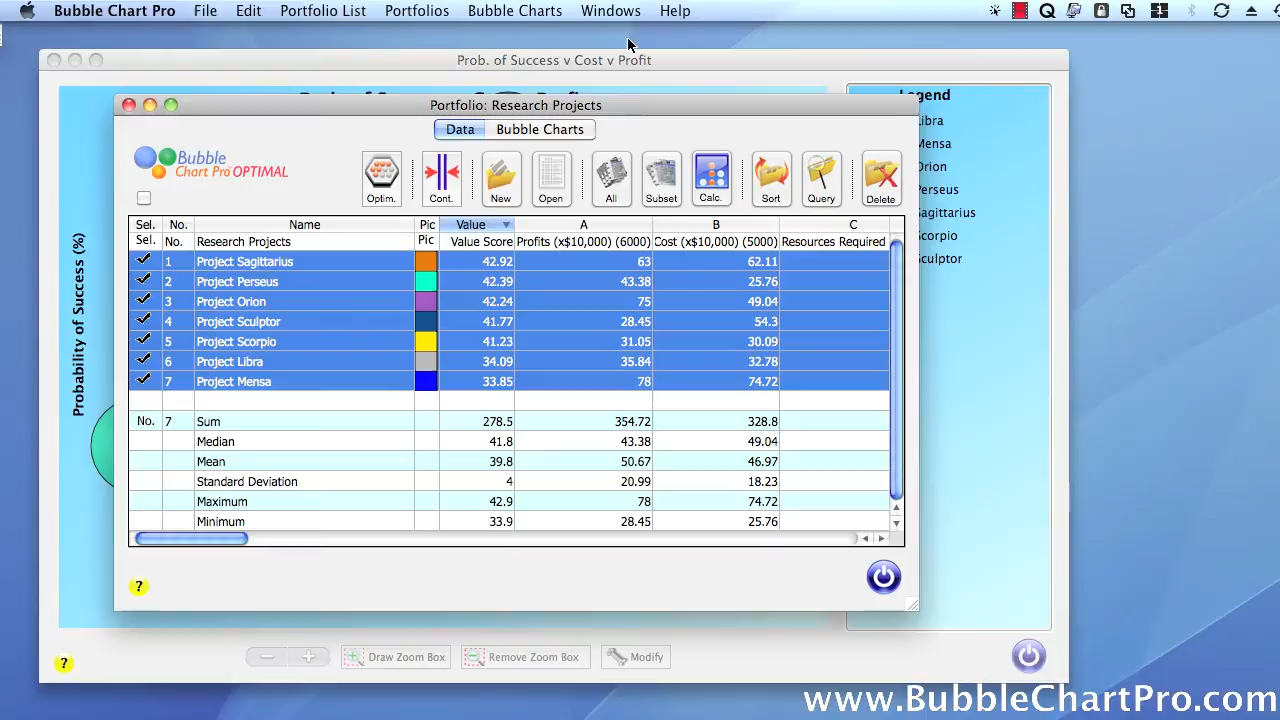 Bubble Chart Pro File Edit Portfolio List Portfolios Bubble Charts Windows Help
Prob. of Success v Cost v Profit
Portfolio: Research Projects
Data Bubble Charts
Bubble
Chart Pro OPTIMAL
Optim. Cont. New Open All Subset Calc. Sort Query Delete
Sel. No. Name Pic Value A B C
Sel. No. Research Projects Pic Value Score Profits (x$10,000) (6000) Cost (x$10,000) (5000) Resources Required
1 Project Sagittarius 42.92 63 62.11
2 Project Perseus 42.39 43.38 25.76
3 Project Orion 42.24 75 49.04
4 Project Sculptor 41.77 28.45 54.3
5 Project Scorpio 41.23 31.05 30.09
6 Project Libra 34.09 35.84 32.78
7 Project Mensa 33.85 78 74.72
No. 7 Sum 278.5 354.72 328.8
Median 41.8 43.38 49.04
Mean 39.8 50.67 46.97
Standard Deviation 4 20.99 18.23
Maximum 42.9 78 74.72
Minimum 33.9 28.45 25.76
?
Probability of Success (%)
Legend
ibra
Mensa
Orion
Perseus
Sagittarius
Scorpio
Sculptor
?
− + Draw Zoom Box Remove Zoom Box Modify
www.BubbleChartPro.com